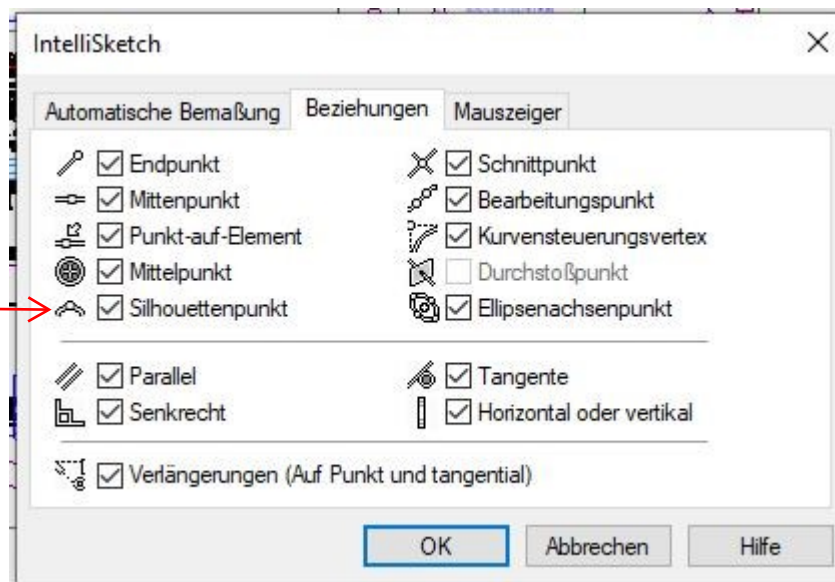 IntelliSketch
Automatische Bemaßung Beziehungen Mauszeiger
Endpunkt Schnittpunkt
Mittenpunkt Bearbeitungspunkt
Punkt-auf-Element Kurvensteuerungsvertex
Mittelpunkt Durchstoßpunkt
Silhouettenpunkt Ellipsenachsenpunkt
Parallel Tangente
Senkrecht Horizontal oder vertikal
Verlängerungen (Auf Punkt und tangential)
OK Abbrechen Hilfe